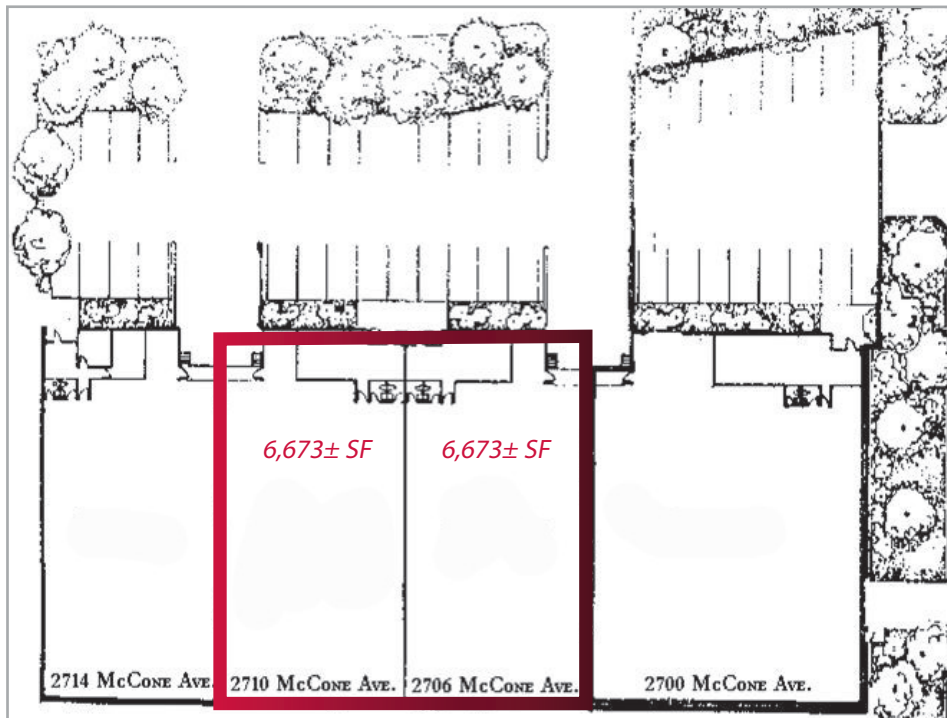 6,673± SF
6,673± SF
2714 McCone Ave.
2710 McCone Ave.
2706 McCone Ave.
2700 McCone Ave.